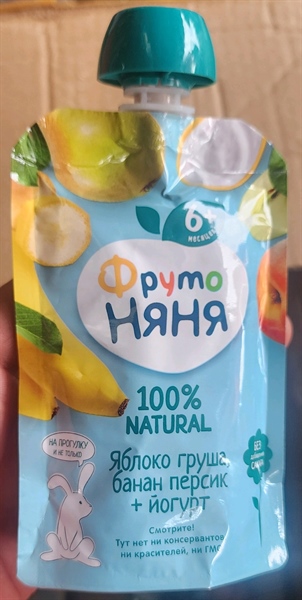 6+
месяцев
Фруто
НЯНЯ
100%
NATURAL
Яблоко груша
банан персик
+ йогурт
НА ПРОГУЛКУ
И НЕ ТОЛЬКО
БЕЗ
Смотрите!
Тут нет ни консервантов
ни красителей, ни ГМО